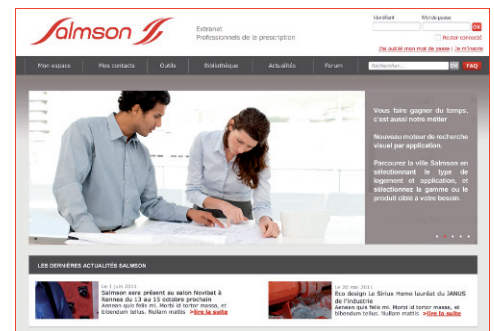 Salmson
Extranet
Professionnels de la prescription
Identifiant
Mot de passe
OK
Rester connecté
J'ai oublié mon mot de passe | Je m'inscris
Mon espace
Mes contacts
Outils
Bibliothèque
Actualités
Forum
Rechercher...
OK
FAQ
Vous faire gagner du temps,
c'est aussi notre métier
Nouveau moteur de recherche
visuel par application.
Parcourez la ville Salmson en
sélectionnant le type de
logement et application, et
sélectionnez la gamme ou le
produit cible à votre besoin.
LES DERNIÈRES ACTUALITÉS SALMSON
Le 1 juin 2011
Salmson sera présent au salon Novibat à
Rennes du 13 au 15 octobre prochain
Aenean quis felis mi. Morbi id tortor massa, et
bibendum tellus. Nullam mattis >lire la suite
Le 20 mai 2011
Eco design Le Sirius Home lauréat du JANUS
de l'industrie
Aenean quis felis mi. Morbi id tortor massa, et
bibendum tellus. Nullam mattis >lire la suite